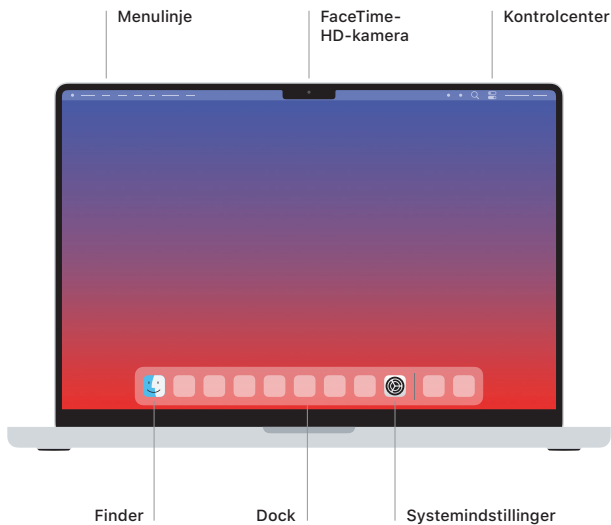 Menulinje
FaceTime-
HD-kamera
Kontrolcenter
Finder
Dock
Systemindstillinger